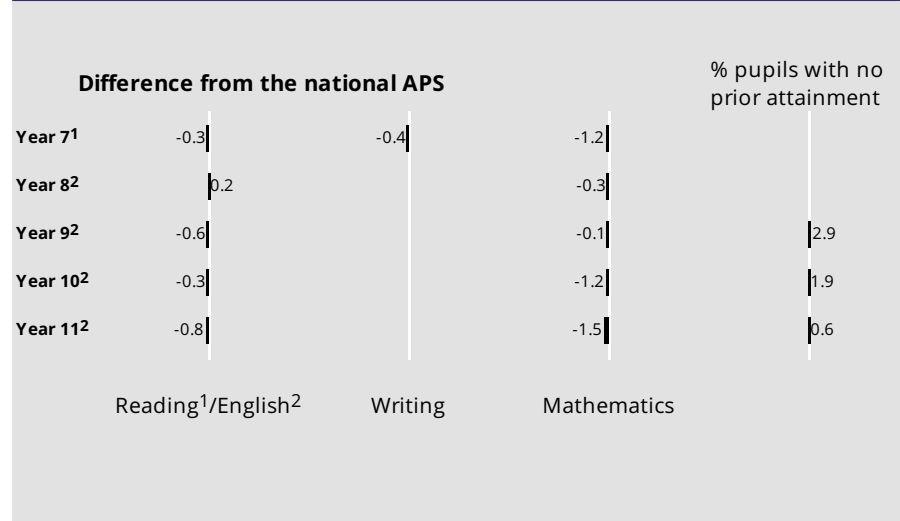 % pupils with no
Difference from the national APS
prior attainment
Year 7¹ -0.3 -0.4 -1.2
Year 8² 0.2 -0.3
Year 9² -0.6 -0.1 2.9
Year 10² -0.3 -1.2 1.9
Year 11² -0.8 -1.5 0.6
Reading¹/English² Writing Mathematics